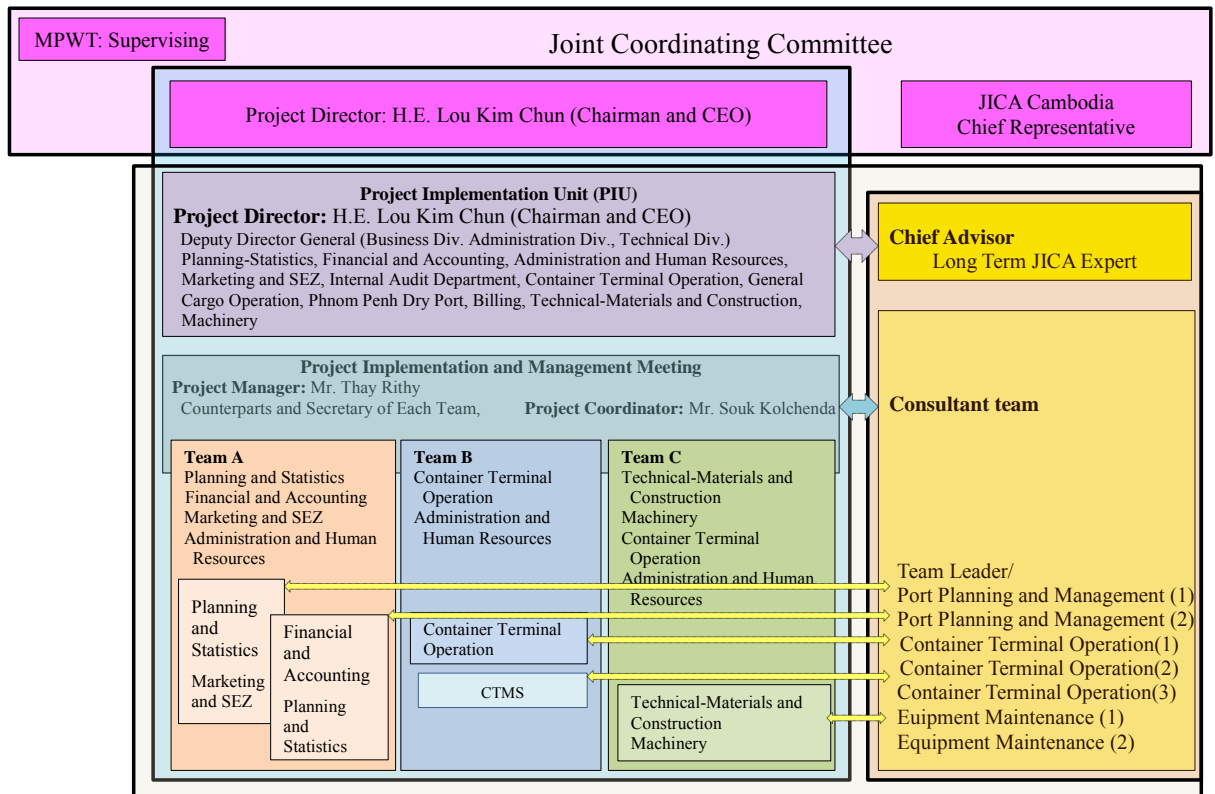 MPWT: Supervising
Joint Coordinating Committee
Project Director: H.E. Lou Kim Chun (Chairman and CEO)
JICA Cambodia
Chief Representative
Project Implementation Unit (PIU)
Project Director: H.E. Lou Kim Chun (Chairman and CEO)
Deputy Director General (Business Div. Administration Div., Technical Div.)
Planning-Statistics, Financial and Accounting, Administration and Human Resources,
Marketing and SEZ, Internal Audit Department, Container Terminal Operation, General
Cargo Operation, Phnom Penh Dry Port, Billing, Technical-Materials and Construction,
Machinery
Chief Advisor
Long Term JICA Expert
Project Implementation and Management Meeting
Project Manager: Mr. Thay Rithy
Counterparts and Secretary of Each Team, Project Coordinator: Mr. Souk Kolchenda
Consultant team
Team A
Planning and Statistics
Financial and Accounting
Marketing and SEZ
Administration and Human
Resources
Planning
and
Statistics
Marketing
and SEZ
Financial
and
Accounting
Planning
and
Statistics
Team B
Container Terminal
Operation
Administration and
Human Resources
Container Terminal
Operation
CTMS
Team C
Technical-Materials and
Construction
Machinery
Container Terminal
Operation
Administration and Human
Resources
Technical-Materials and
Construction
Machinery
Team Leader/
Port Planning and Management (1)
Port Planning and Management (2)
Container Terminal Operation(1)
Container Terminal Operation(2)
Container Terminal Operation(3)
Euipment Maintenance (1)
Equipment Maintenance (2)